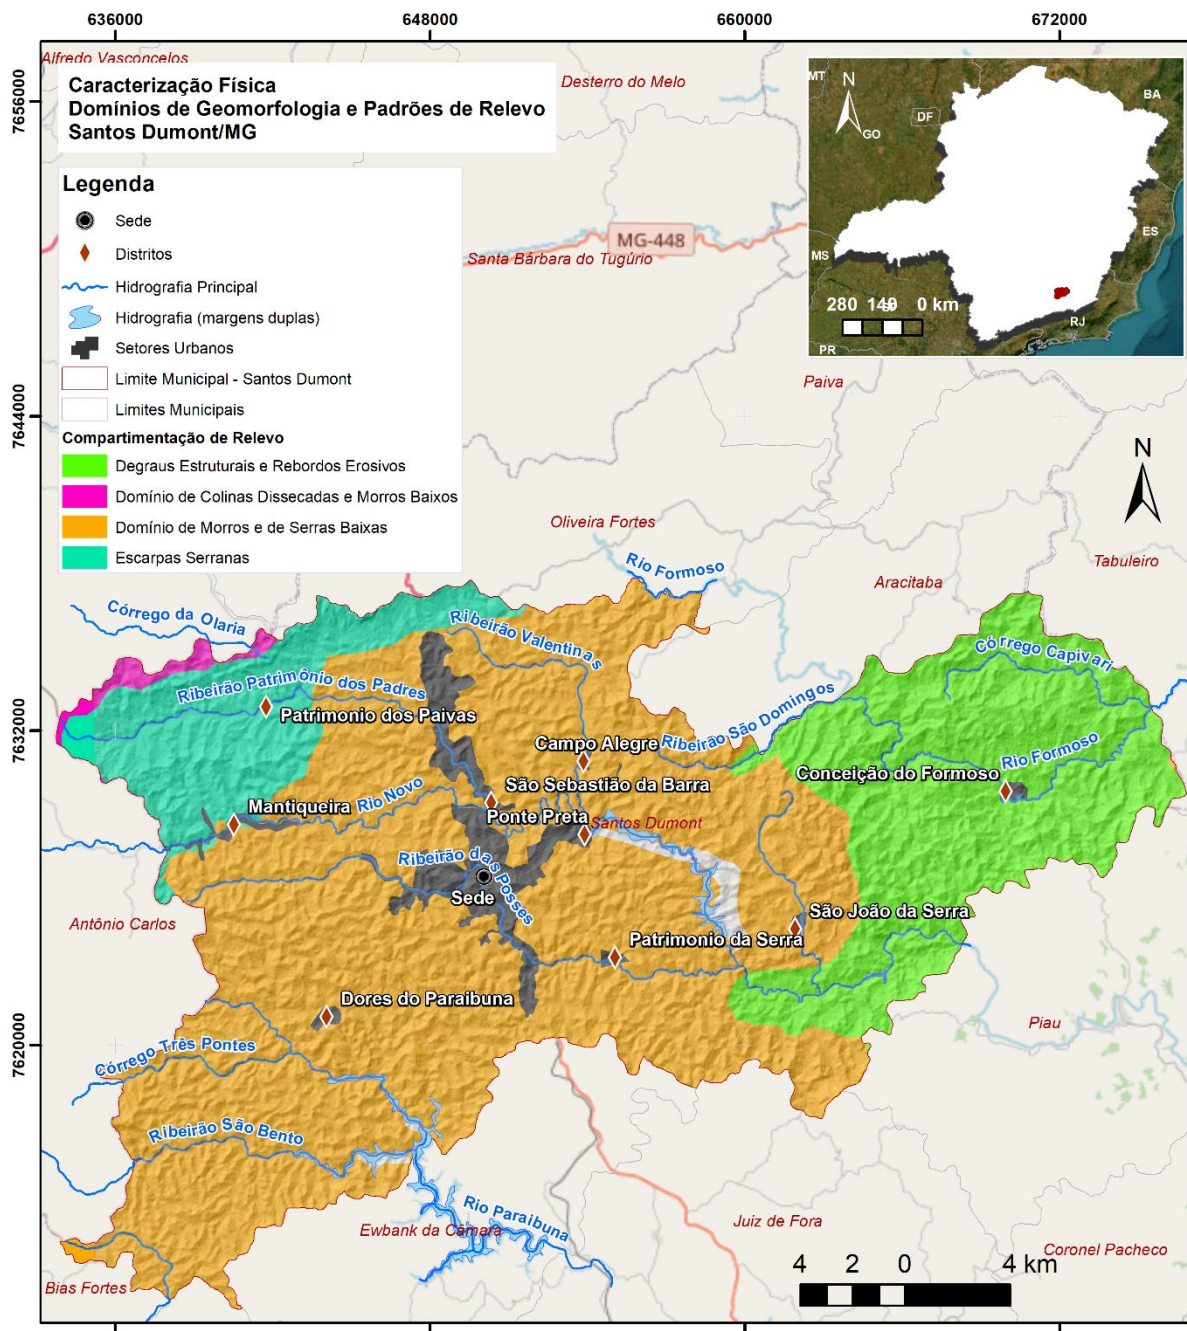 636000
648000
660000
672000
7656000
7644000
7632000
7620000
Alfredo Vasconcelos
Caracterização Física
Domínios de Geomorfologia e Padrões de Relevo
Santos Dumont/MG
Desterro do Melo
Legenda
Sede
Distritos
Hidrografia Principal
Hidrografia (margens duplas)
Setores Urbanos
Limite Municipal - Santos Dumont
Limites Municipais
Compartimentação de Relevo
Degraus Estruturais e Rebordos Erosivos
Domínio de Colinas Dissecadas e Morros Baixos
Domínio de Morros e de Serras Baixas
Escarpas Serranas
MG-448
Santa Bárbara do Tugúrio
MT
N
DF
GO
BA
MS
ES
280 140 0 km
RJ
PR
Paiva
N
Oliveira Fortes
Rio Formoso
Aracitaba
Tabuleiro
Córrego da Olaria
Ribeirão Valentinas
Córrego Capivari
Ribeirão Patrimônio dos Padres
Patrimonio dos Paivas
Campo Alegre
Ribeirão São Domingos
Rio Formoso
Conceição do Formoso
São Sebastião da Barra
Mantiqueira
Rio Novo
Ponte Preta
Santos Dumont
Ribeirão das Posses
Sede
Antônio Carlos
São João da Serra
Patrimonio da Serra
Dores do Paraibuna
Piau
Córrego Três Pontes
Ribeirão São Bento
Rio Paraibuna
Ewbank da Câmara
Juiz de Fora
Coronel Pacheco
Bias Fortes
4 2 0 4 km